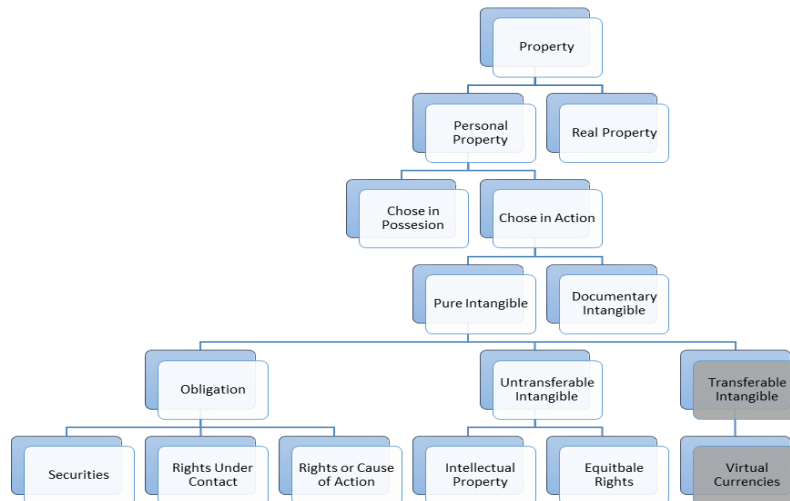 Property
Personal
Property
Real Property
Chose in
Possesion
Chose in Action
Pure Intangible
Documentary
Intangible
Obligation
Untransferable
Intangible
Transferable
Intangible
Securities
Rights Under
Contact
Rights or Cause
of Action
Intellectual
Property
Equitbale
Rights
Virtual
Currencies